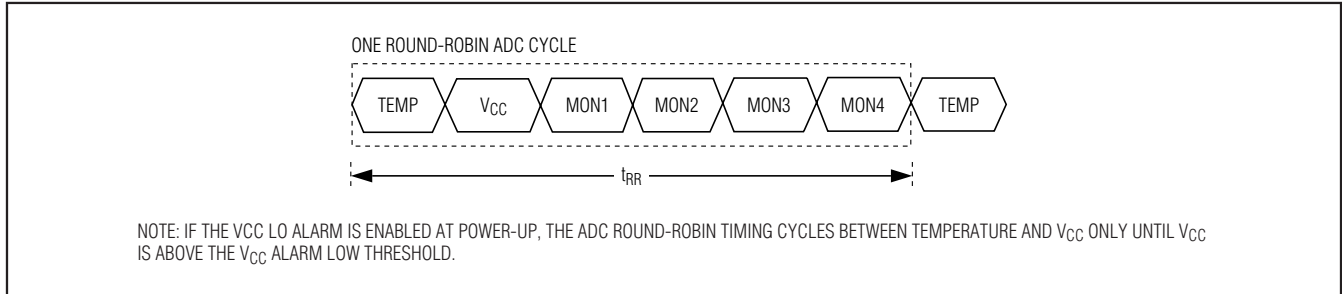 ONE ROUND-ROBIN ADC CYCLE
TEMP VCC MON1 MON2 MON3 MON4 TEMP
tRR
NOTE: IF THE VCC LO ALARM IS ENABLED AT POWER-UP, THE ADC ROUND-ROBIN TIMING CYCLES BETWEEN TEMPERATURE AND VCC ONLY UNTIL VCC
IS ABOVE THE VCC ALARM LOW THRESHOLD.